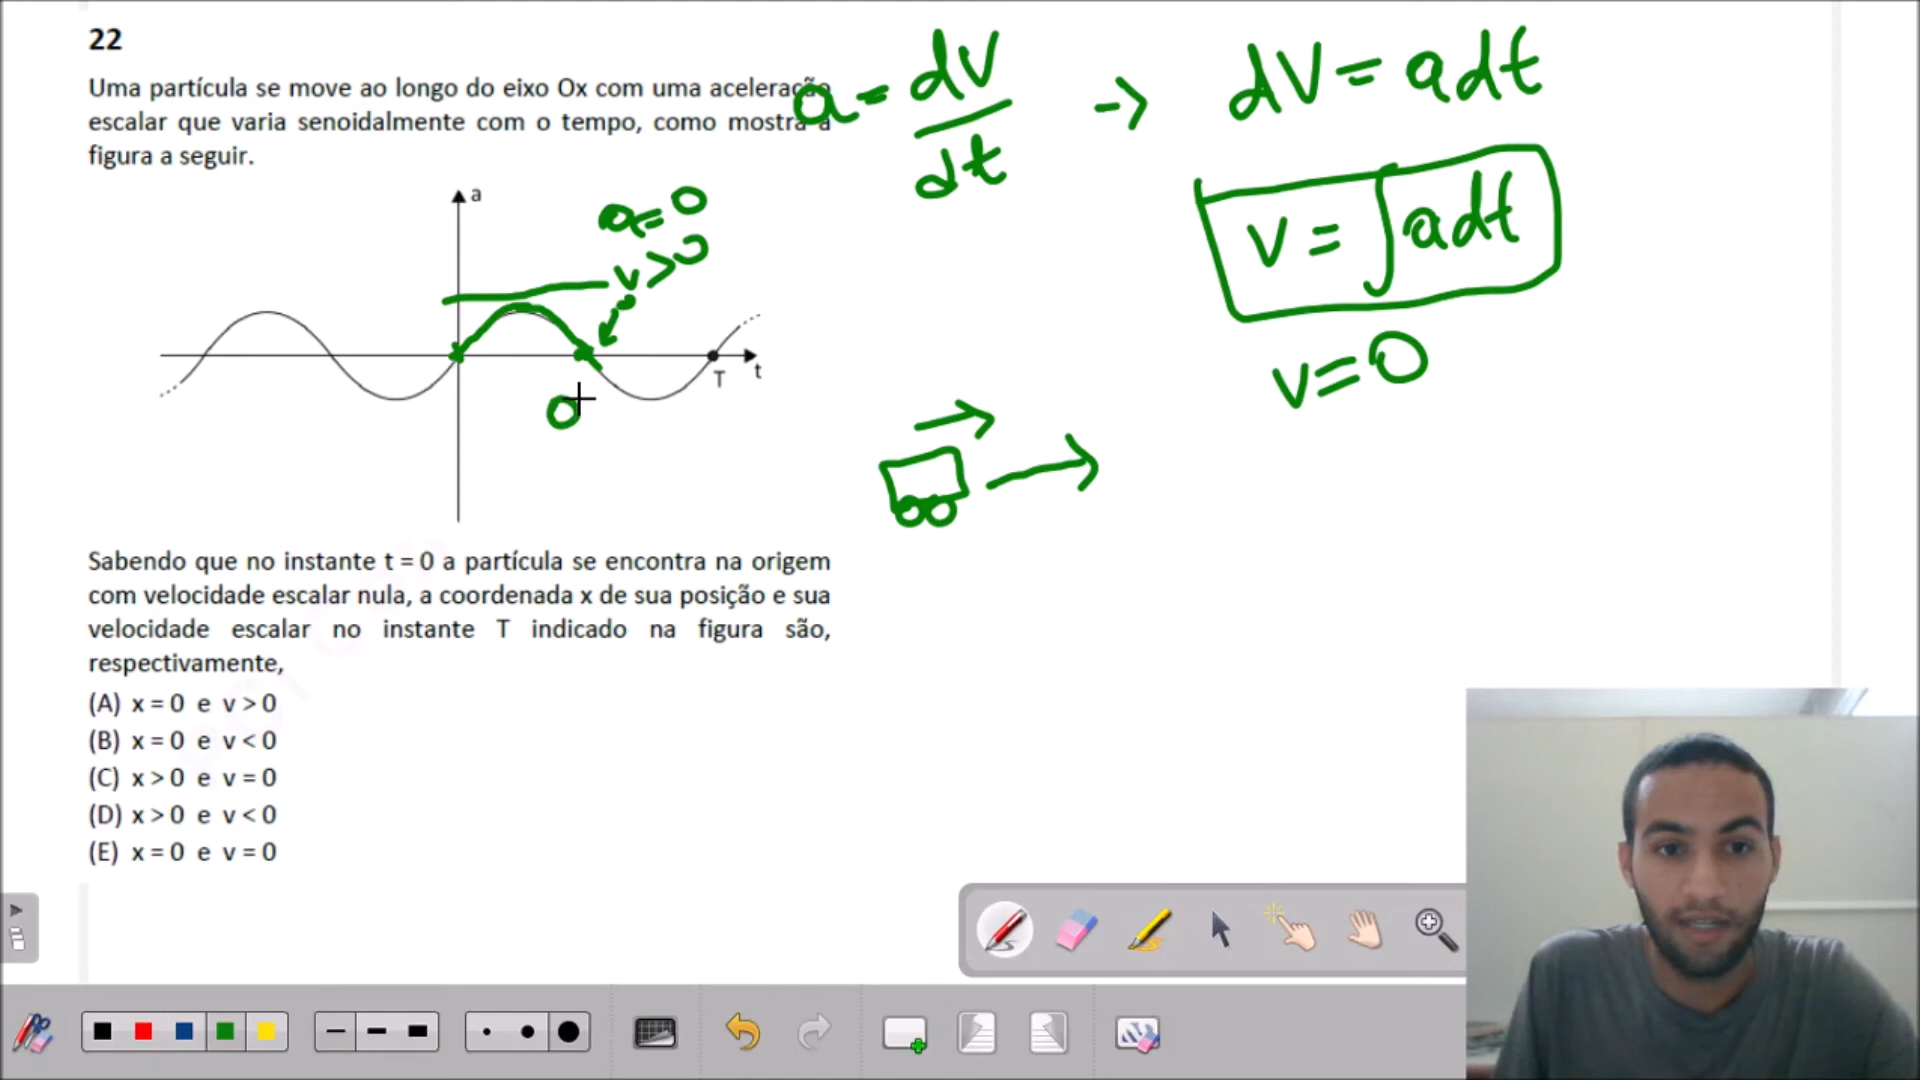 22
Uma partícula se move ao longo do eixo Ox com uma aceleração
escalar que varia senoidalmente com o tempo, como mostra a
figura a seguir.
a = dV/dt → dV = adt
V = ∫adt
V = 0
a
a = 0
v > 0
T
t
0
Sabendo que no instante t = 0 a partícula se encontra na origem
com velocidade escalar nula, a coordenada x de sua posição e sua
velocidade escalar no instante T indicado na figura são,
respectivamente,
(A) x = 0 e v > 0
(B) x = 0 e v < 0
(C) x > 0 e v = 0
(D) x > 0 e v < 0
(E) x = 0 e v = 0